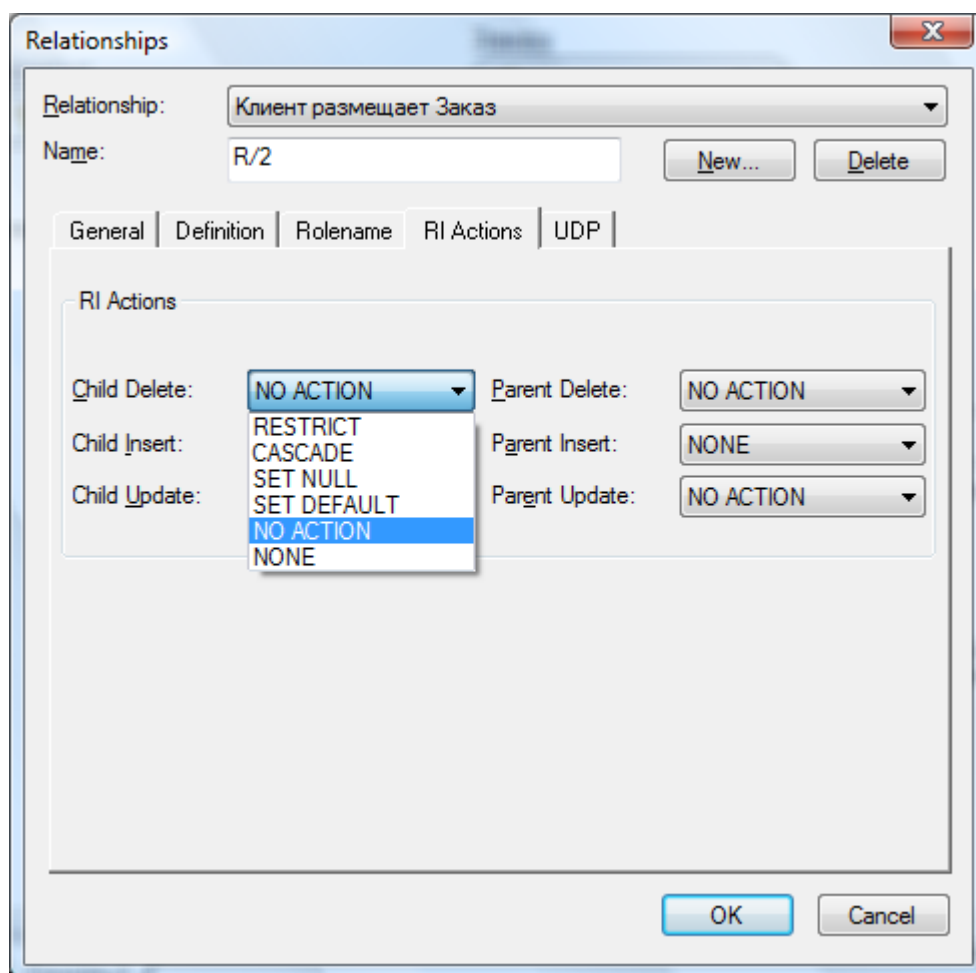 Relationships
Relationship: Клиент размещает Заказ
Name: R/2 New... Delete
General Definition Rolename RI Actions UDP
RI Actions
Child Delete: NO ACTION Parent Delete: NO ACTION
RESTRICT
Child Insert: CASCADE Parent Insert: NONE
SET NULL
Child Update: SET DEFAULT Parent Update: NO ACTION
NO ACTION
NONE
OK Cancel